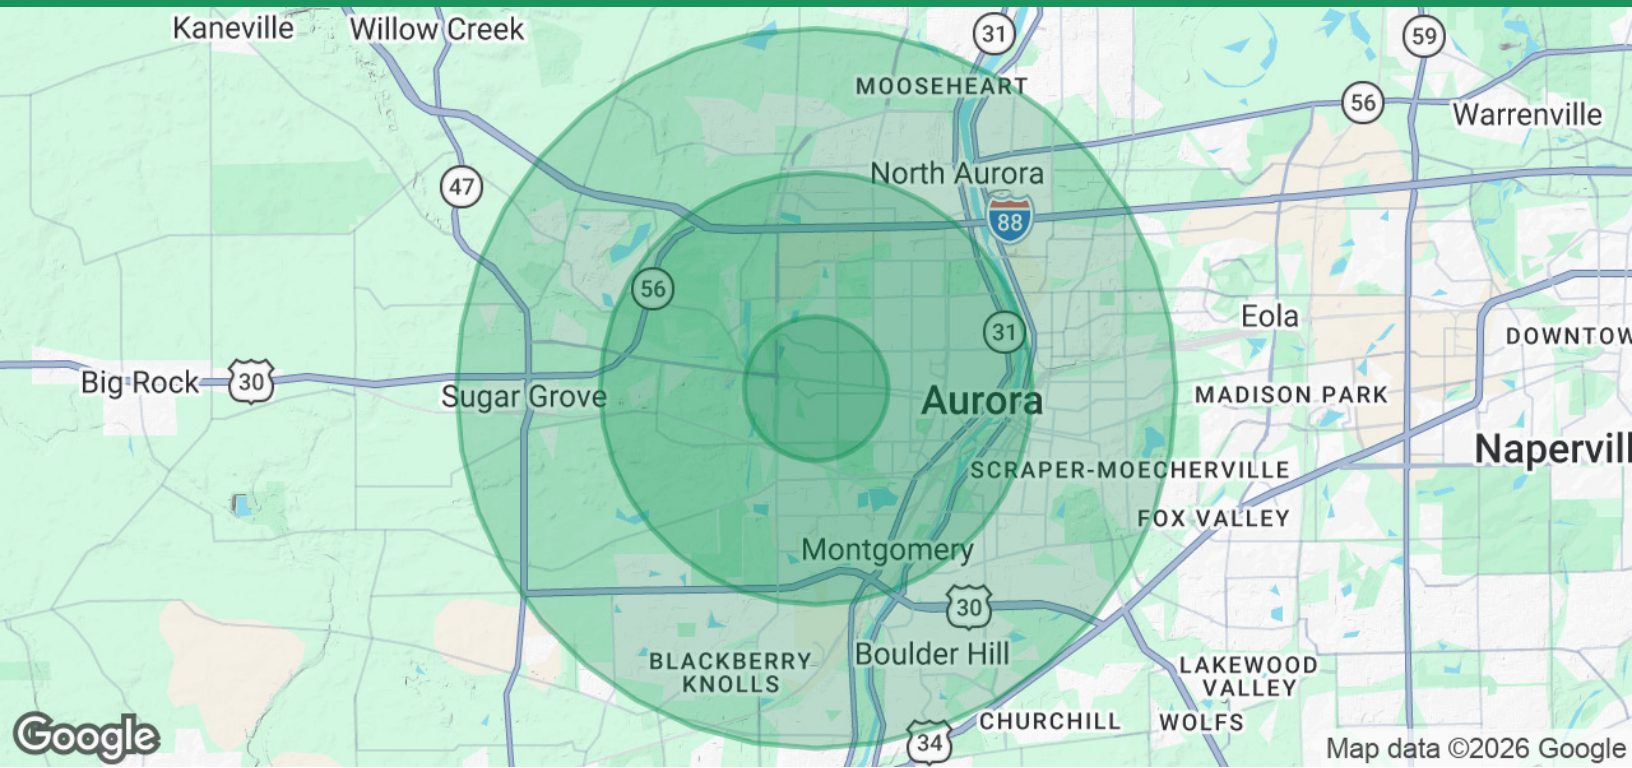 Kaneville
Willow Creek
31
59
MOOSEHEART
56
Warrenville
North Aurora
47
88
56
Eola
31
DOWNTOW
Big Rock
30
Sugar Grove
Aurora
MADISON PARK
Napervill
SCRAPER-MOECHERVILLE
FOX VALLEY
Montgomery
30
BLACKBERRY
KNOLLS
Boulder Hill
LAKEWOOD
VALLEY
CHURCHILL
WOLFS
34
Google
Map data ©2026 Google